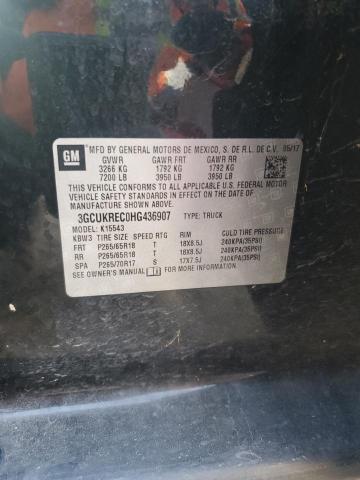 GM
MFD BY GENERAL MOTORS DE MEXICO, S. DE R.L. DE C.V. 05/17
GVWR GAWR FRT GAWR RR
3266 KG 1792 KG 1792 KG
7200 LB 3950 LB 3950 LB
THIS VEHICLE CONFORMS TO ALL APPLICABLE U.S. FEDERAL MOTOR
VEHICLE SAFETY STANDARDS IN EFFECT ON THE DATE OF
MANUFACTURE SHOWN ABOVE.
3GCUKREC0HG436907 TYPE: TRUCK
MODEL: K15543
KBW3 TIRE SIZE SPEED RTG RIM COLD TIRE PRESSURE
FRT P265/65R18 T 18X8.5J 240KPA(35PSI)
RR P265/65R18 T 18X8.5J 240KPA(35PSI)
SPA P265/70R17 S 17X7.5J 240KPA(35PSI)
SEE OWNER'S MANUAL FOR MORE INFORMATION.